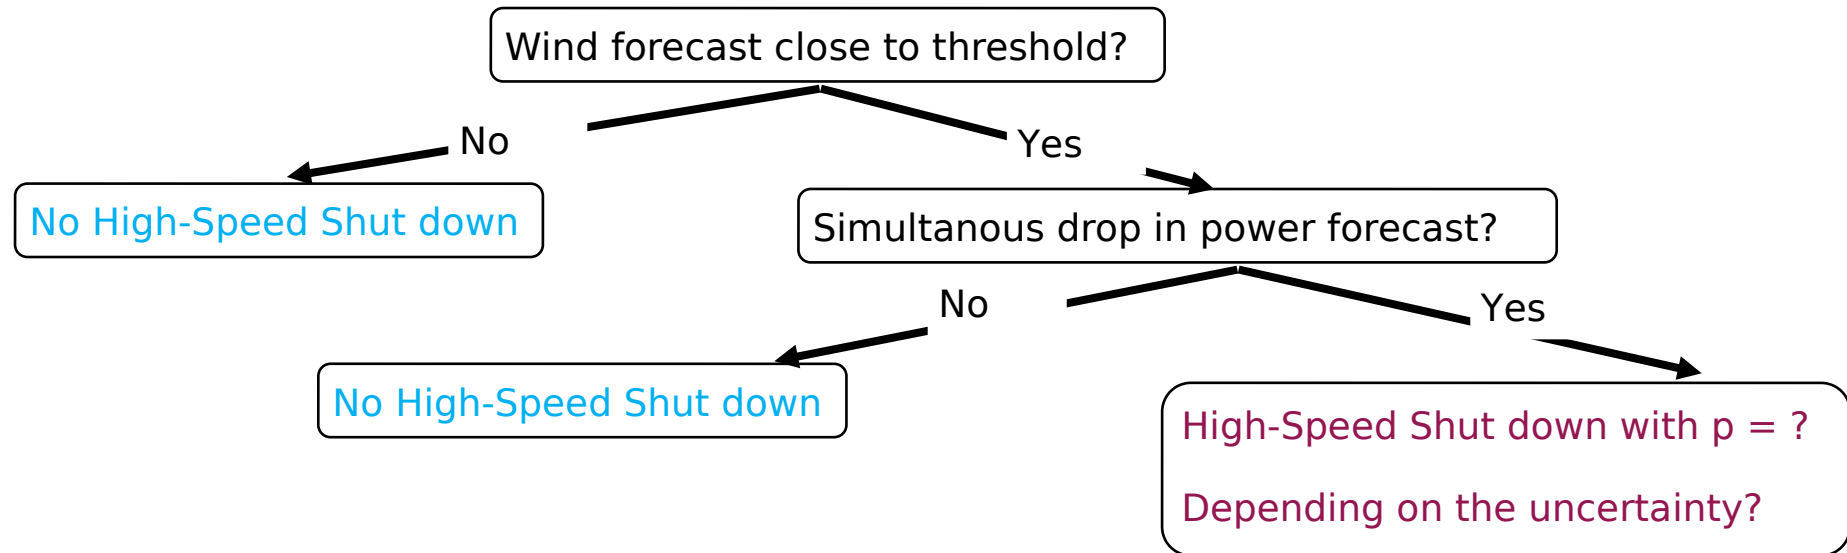 Wind forecast close to threshold?
No
Yes
No High-Speed Shut down
Simultanous drop in power forecast?
No
Yes
No High-Speed Shut down
High-Speed Shut down with p = ?
Depending on the uncertainty?